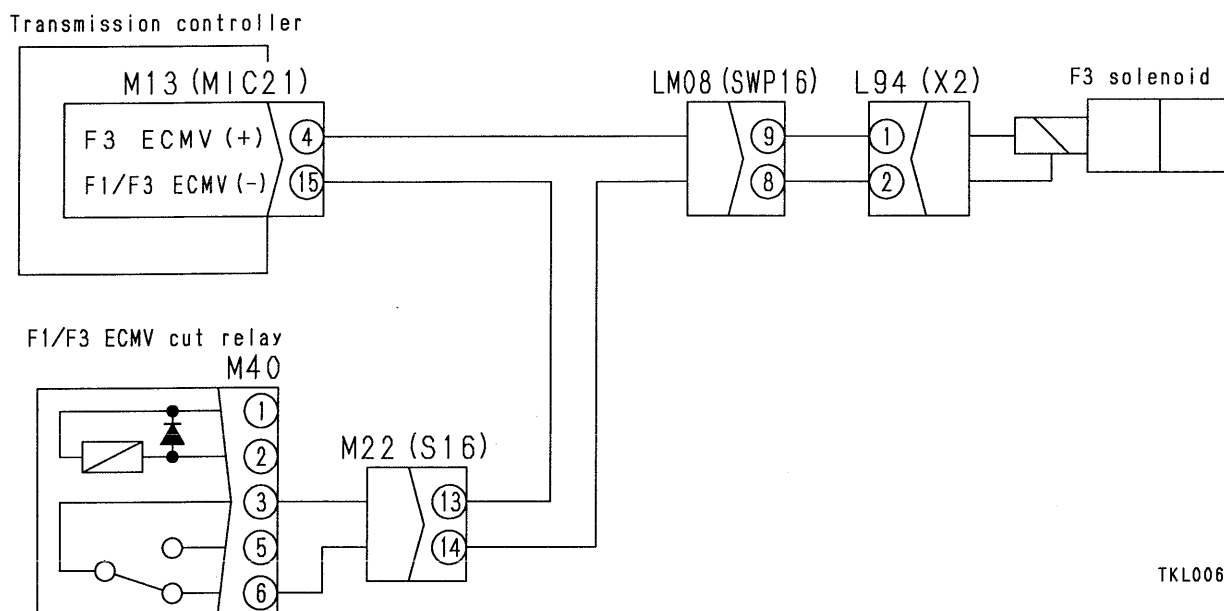 Transmission controller
M13 (MIC21)
F3 ECMV (+) 4
F1/F3 ECMV (-) 15
LM08 (SWP16)
9
8
L94 (X2)
1
2
F3 solenoid
F1/F3 ECMV cut relay
M40
1
2
3
5
6
M22 (S16)
13
14
TKL006